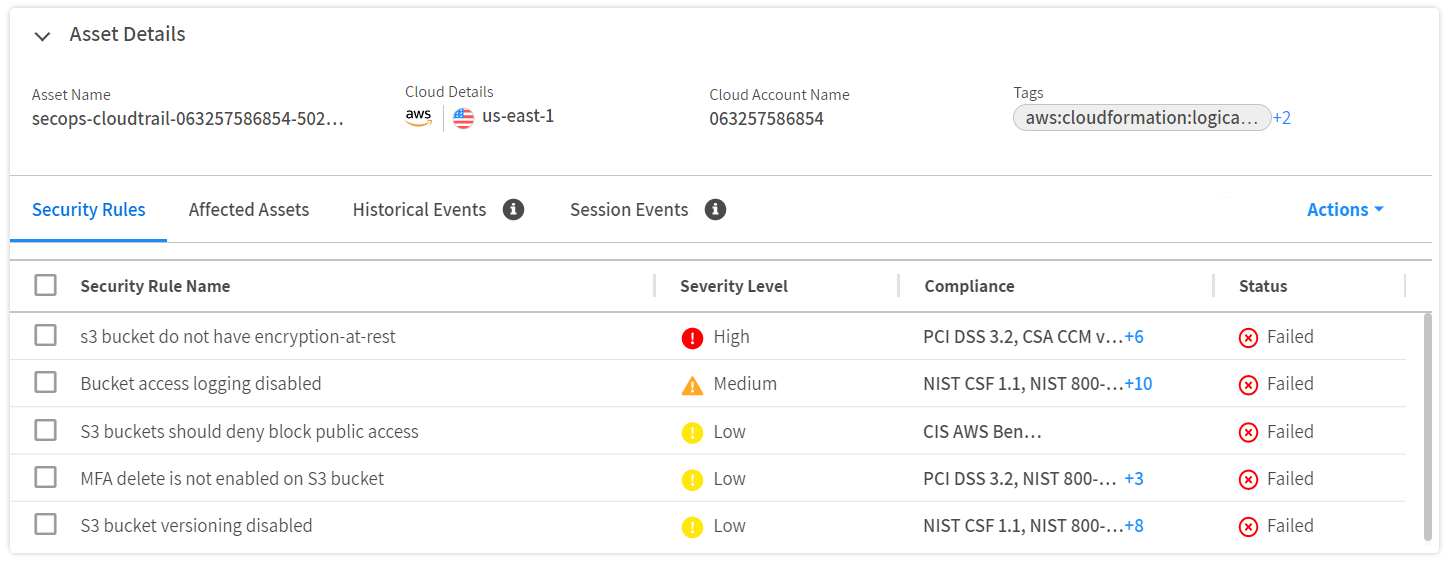 Asset Details
Asset Name
secops-cloudtrail-063257586854-502...
Cloud Details
aws us-east-1
Cloud Account Name
063257586854
Tags
aws:cloudformation:logica... +2
Security Rules Affected Assets Historical Events Session Events Actions
Security Rule Name Severity Level Compliance Status
s3 bucket do not have encryption-at-rest High PCI DSS 3.2, CSA CCM v...+6 Failed
Bucket access logging disabled Medium NIST CSF 1.1, NIST 800-...+10 Failed
S3 buckets should deny block public access Low CIS AWS Ben... Failed
MFA delete is not enabled on S3 bucket Low PCI DSS 3.2, NIST 800-... +3 Failed
S3 bucket versioning disabled Low NIST CSF 1.1, NIST 800-...+8 Failed